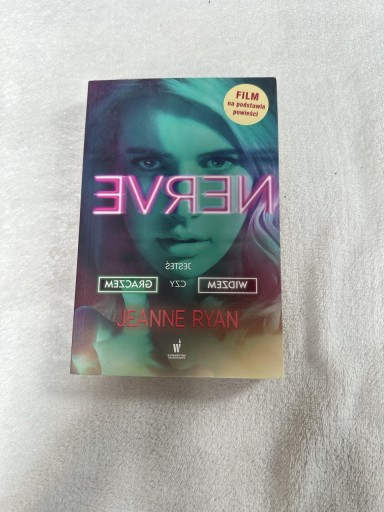 FILM
na podstawie
powieści
NERVE
JESTEŚ
WIDZEM CZY GRACZEM
JEANNE RYAN
W